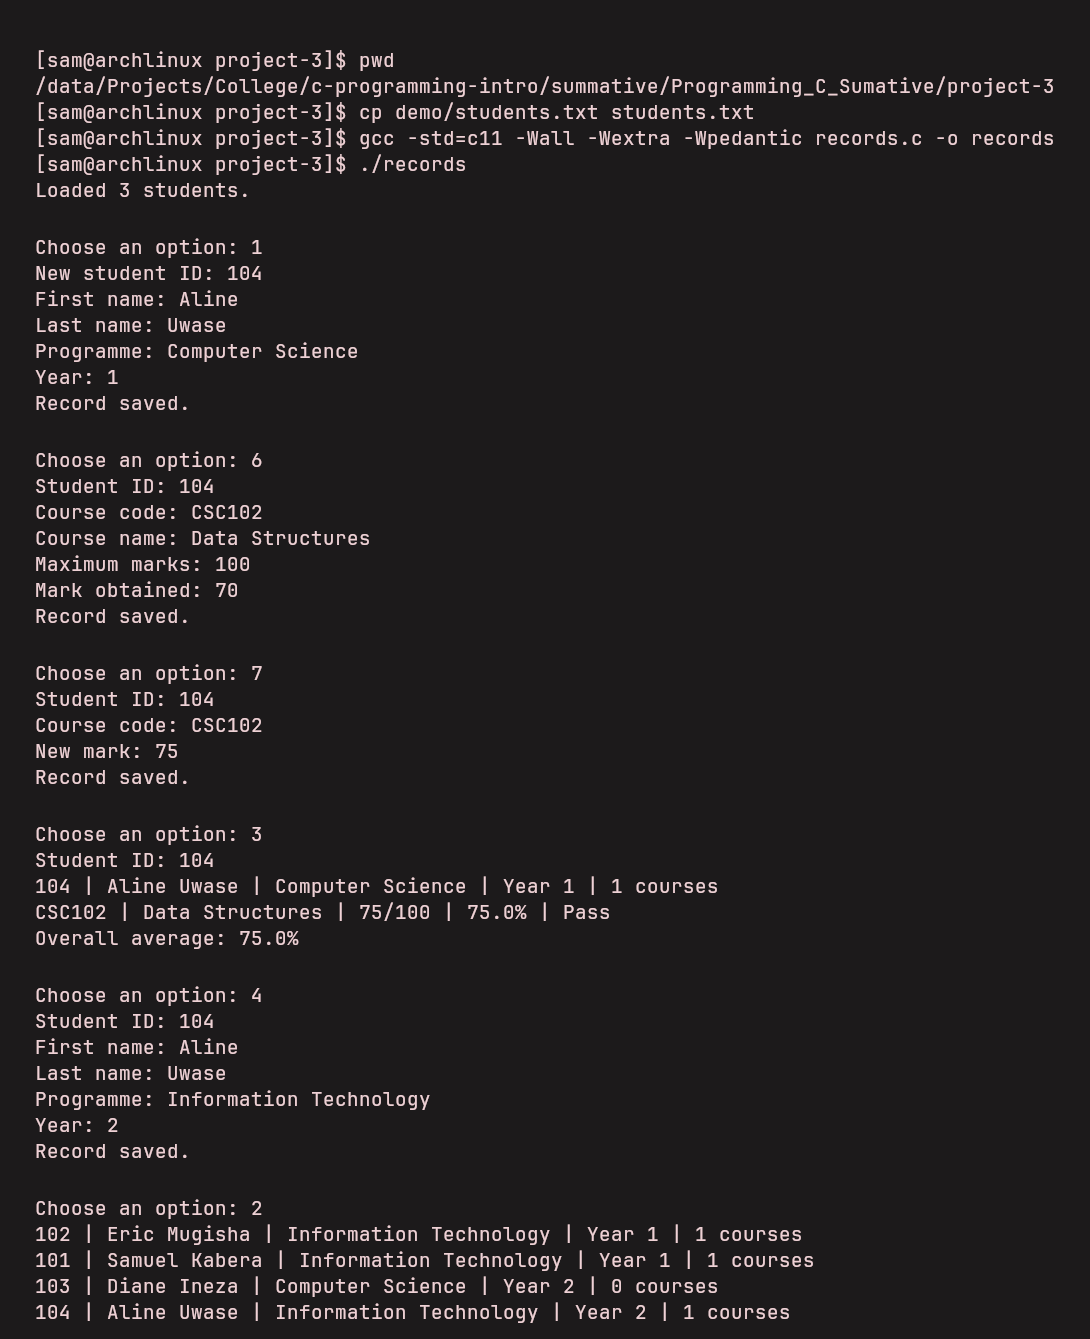 [sam@archlinux project-3]$ pwd
/data/Projects/College/c-programming-intro/summative/Programming_C_Sumative/project-3
[sam@archlinux project-3]$ cp demo/students.txt students.txt
[sam@archlinux project-3]$ gcc -std=c11 -Wall -Wextra -Wpedantic records.c -o records
[sam@archlinux project-3]$ ./records
Loaded 3 students.

Choose an option: 1
New student ID: 104
First name: Aline
Last name: Uwase
Programme: Computer Science
Year: 1
Record saved.

Choose an option: 6
Student ID: 104
Course code: CSC102
Course name: Data Structures
Maximum marks: 100
Mark obtained: 70
Record saved.

Choose an option: 7
Student ID: 104
Course code: CSC102
New mark: 75
Record saved.

Choose an option: 3
Student ID: 104
104 | Aline Uwase | Computer Science | Year 1 | 1 courses
CSC102 | Data Structures | 75/100 | 75.0% | Pass
Overall average: 75.0%

Choose an option: 4
Student ID: 104
First name: Aline
Last name: Uwase
Programme: Information Technology
Year: 2
Record saved.

Choose an option: 2
102 | Eric Mugisha | Information Technology | Year 1 | 1 courses
101 | Samuel Kabera | Information Technology | Year 1 | 1 courses
103 | Diane Ineza | Computer Science | Year 2 | 0 courses
104 | Aline Uwase | Information Technology | Year 2 | 1 courses